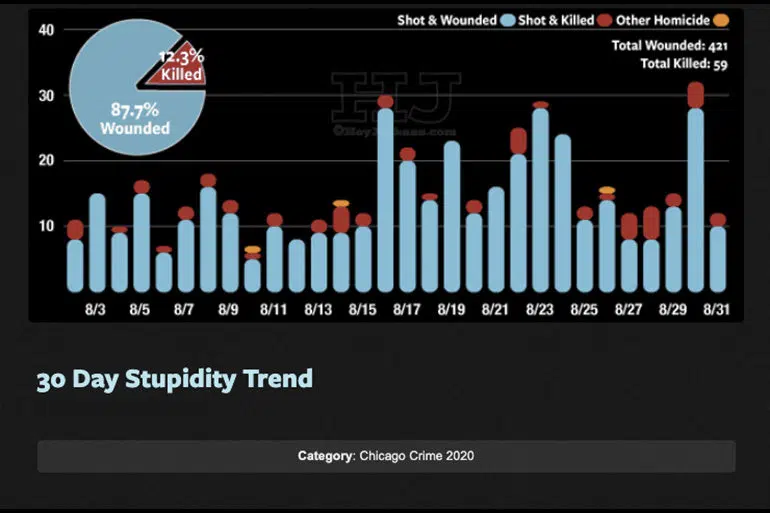 Shot & Wounded Shot & Killed Other Homicide
Total Wounded: 421
Total Killed: 59
12.3%
Killed
87.7%
Wounded
HJ
©HeyJackass.com
40
30
20
10
8/3 8/5 8/7 8/9 8/11 8/13 8/15 8/17 8/19 8/21 8/23 8/25 8/27 8/29 8/31
30 Day Stupidity Trend
Category: Chicago Crime 2020